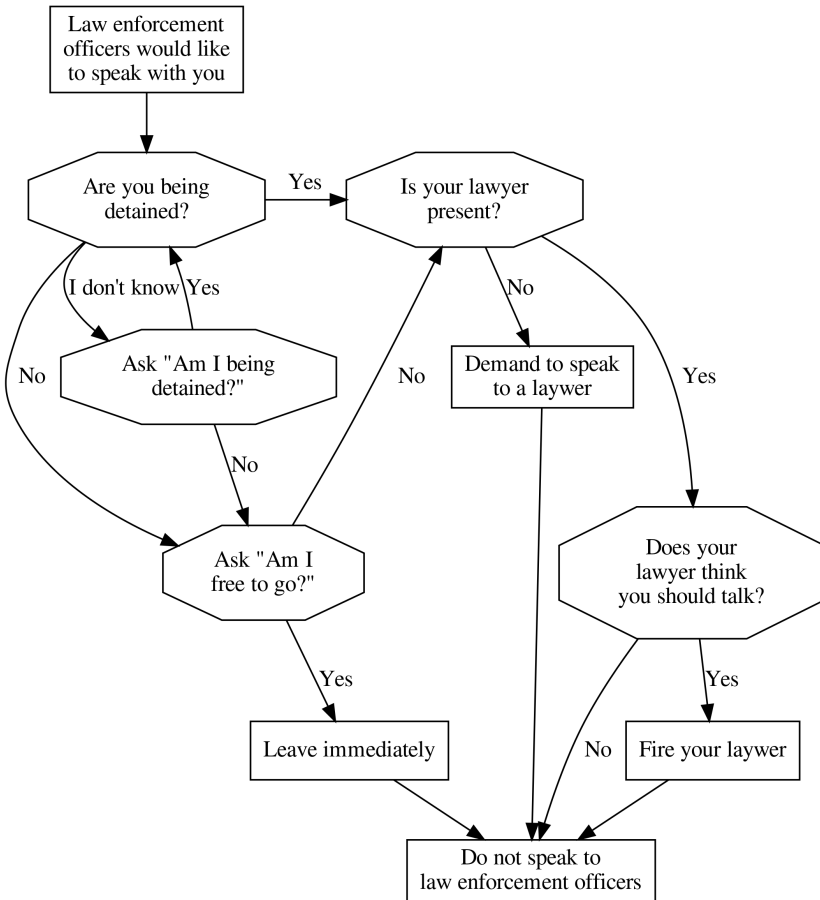 Law enforcement
officers would like
to speak with you
Are you being
detained?
Yes
Is your lawyer
present?
I don't know
Yes
No
No
Ask "Am I being
detained?"
Demand to speak
to a laywer
No
No
Yes
No
Ask "Am I
free to go?"
Does your
lawyer think
you should talk?
Yes
Yes
Leave immediately
No
Fire your laywer
Do not speak to
law enforcement officers